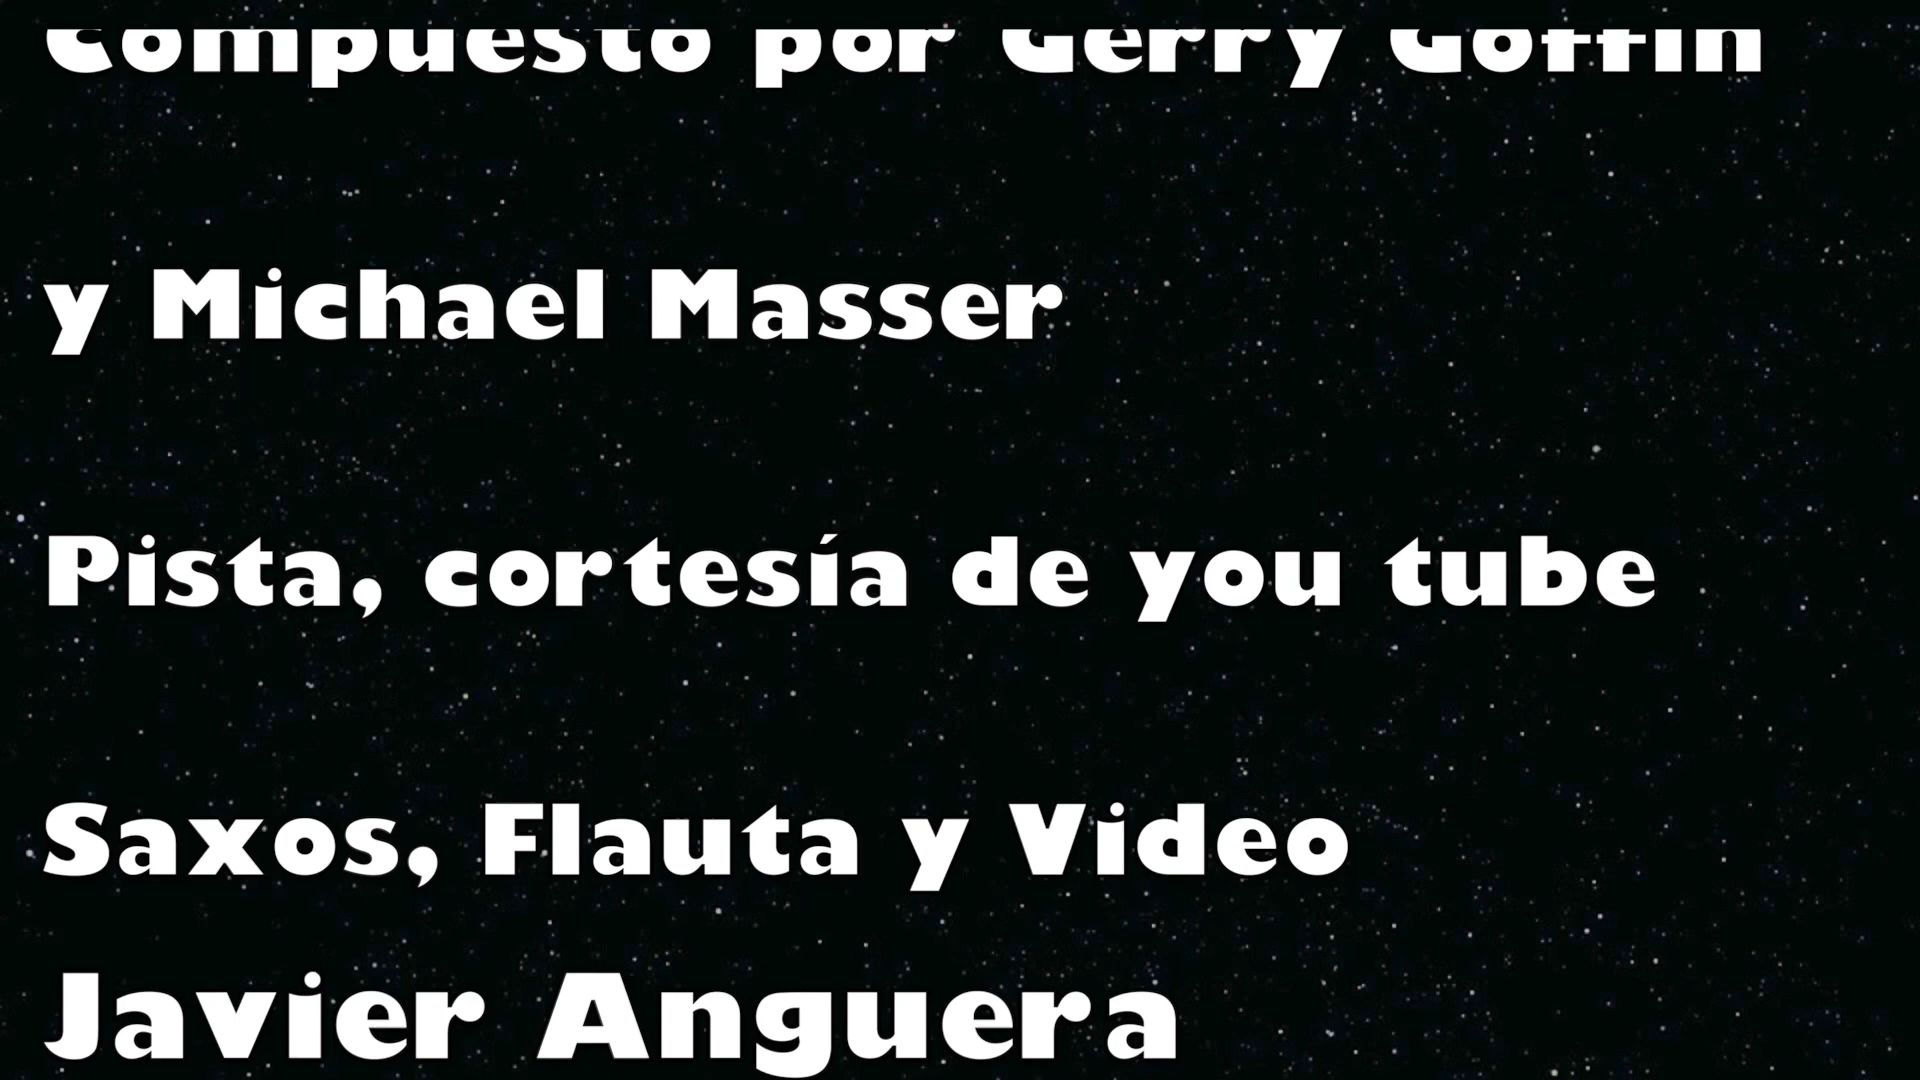 Compuesto por Gerry Goffin
y Michael Masser
Pista, cortesía de you tube
Saxos, Flauta y Video
Javier Anguera